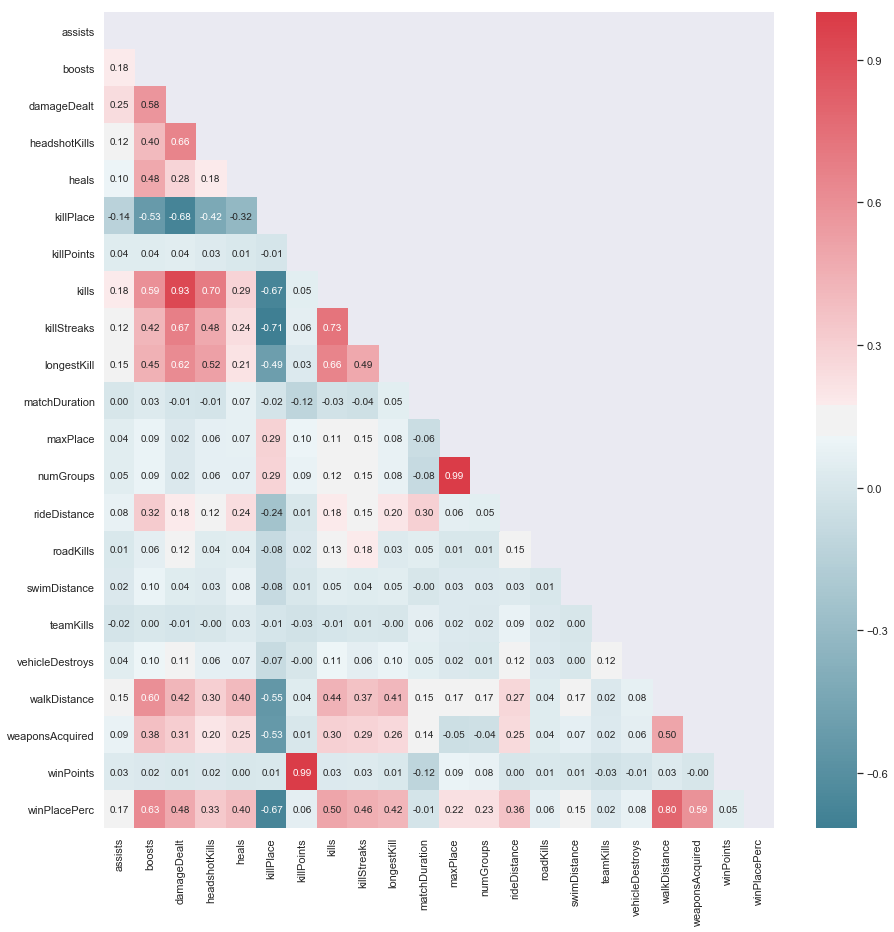 assists
boosts 0.18
damageDealt 0.25 0.58
headshotKills 0.12 0.40 0.66
heals 0.10 0.48 0.28 0.18
killPlace -0.14 -0.53 -0.68 -0.42 -0.32
killPoints 0.04 0.04 0.04 0.03 0.01 -0.01
kills 0.18 0.59 0.93 0.70 0.29 -0.67 0.05
killStreaks 0.12 0.42 0.67 0.48 0.24 -0.71 0.06 0.73
longestKill 0.15 0.45 0.62 0.52 0.21 -0.49 0.03 0.66 0.49
matchDuration 0.00 0.03 -0.01 -0.01 0.07 -0.02 -0.12 -0.03 -0.04 0.05
maxPlace 0.04 0.09 0.02 0.06 0.07 0.29 0.10 0.11 0.15 0.08 -0.06
numGroups 0.05 0.09 0.02 0.06 0.07 0.29 0.09 0.12 0.15 0.08 -0.08 0.99
rideDistance 0.08 0.32 0.18 0.12 0.24 -0.24 0.01 0.18 0.15 0.20 0.30 0.06 0.05
roadKills 0.01 0.06 0.12 0.04 0.04 -0.08 0.02 0.13 0.18 0.03 0.05 0.01 0.01 0.15
swimDistance 0.02 0.10 0.04 0.03 0.08 -0.08 0.01 0.05 0.04 0.05 -0.00 0.03 0.03 0.03 0.01
teamKills -0.02 0.00 -0.01 -0.00 0.03 -0.01 -0.03 -0.01 0.01 -0.00 0.06 0.02 0.02 0.09 0.02 0.00
vehicleDestroys 0.04 0.10 0.11 0.06 0.07 -0.07 -0.00 0.11 0.06 0.10 0.05 0.02 0.01 0.12 0.03 0.00 0.12
walkDistance 0.15 0.60 0.42 0.30 0.40 -0.55 0.04 0.44 0.37 0.41 0.15 0.17 0.17 0.27 0.04 0.17 0.02 0.08
weaponsAcquired 0.09 0.38 0.31 0.20 0.25 -0.53 0.01 0.30 0.29 0.26 0.14 -0.05 -0.04 0.25 0.04 0.07 0.02 0.06 0.50
winPoints 0.03 0.02 0.01 0.02 0.00 0.01 0.99 0.03 0.03 0.01 -0.12 0.09 0.08 0.00 0.01 0.01 -0.03 -0.01 0.03 -0.00
winPlacePerc 0.17 0.63 0.48 0.33 0.40 -0.67 0.06 0.50 0.46 0.42 -0.01 0.22 0.23 0.36 0.06 0.15 0.02 0.08 0.80 0.59 0.05
assists
boosts
damageDealt
headshotKills
heals
killPlace
killPoints
kills
killStreaks
longestKill
matchDuration
maxPlace
numGroups
rideDistance
roadKills
swimDistance
teamKills
vehicleDestroys
walkDistance
weaponsAcquired
winPoints
winPlacePerc
0.9
0.6
0.3
0.0
-0.3
-0.6